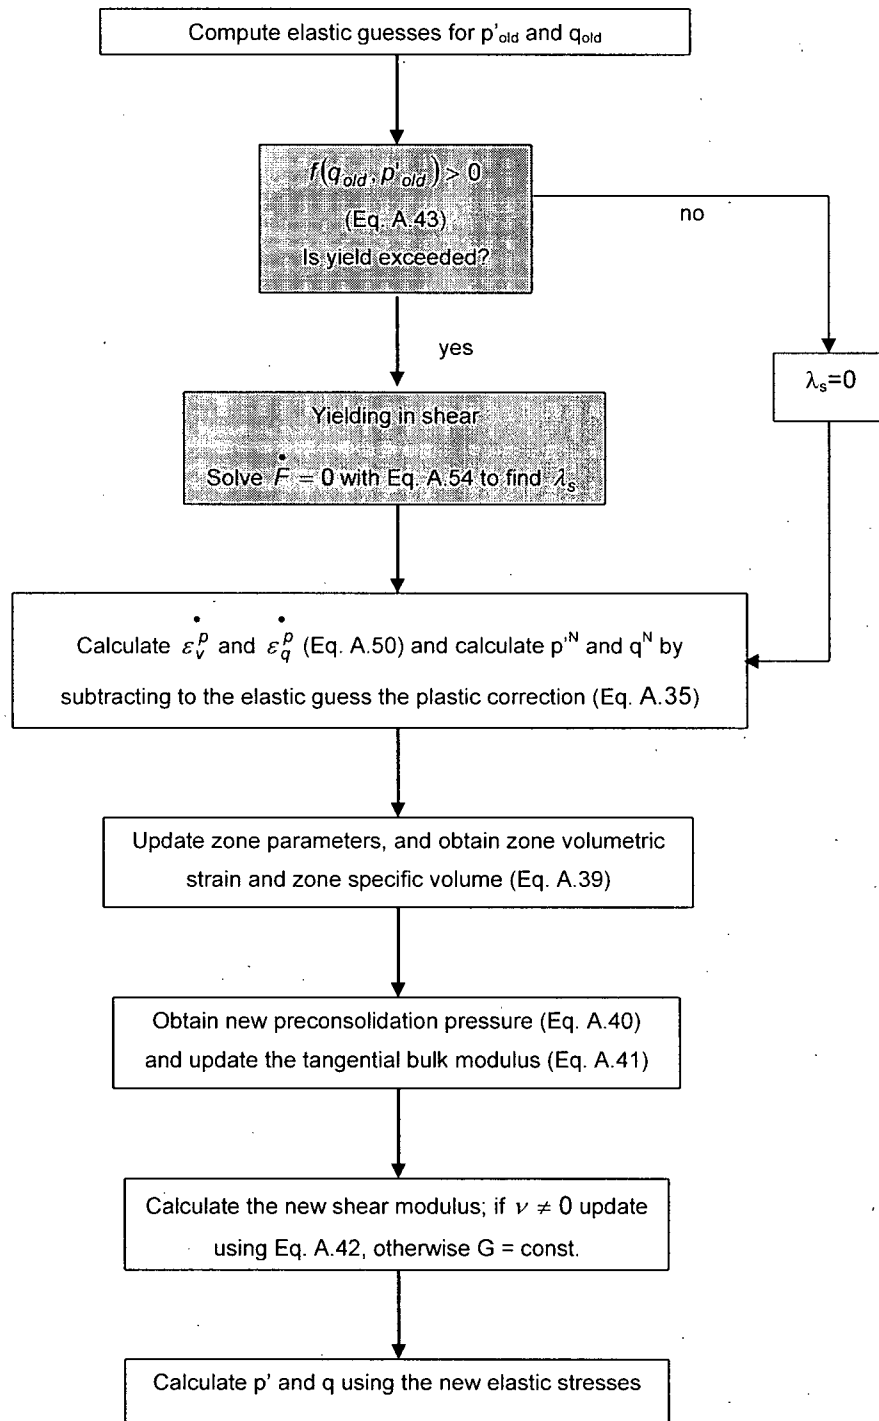 Compute elastic guesses for p'old and qold
f(qold, p'old) > 0
(Eq. A.43)
Is yield exceeded?
no
yes
λs=0
Yielding in shear
Solve Ḟ = 0 with Eq. A.54 to find λs
Calculate ε̇_v^p and ε̇_q^p (Eq. A.50) and calculate p'^N and q^N by
subtracting to the elastic guess the plastic correction (Eq. A.35)
Update zone parameters, and obtain zone volumetric
strain and zone specific volume (Eq. A.39)
Obtain new preconsolidation pressure (Eq. A.40)
and update the tangential bulk modulus (Eq. A.41)
Calculate the new shear modulus; if ν ≠ 0 update
using Eq. A.42, otherwise G = const.
Calculate p' and q using the new elastic stresses